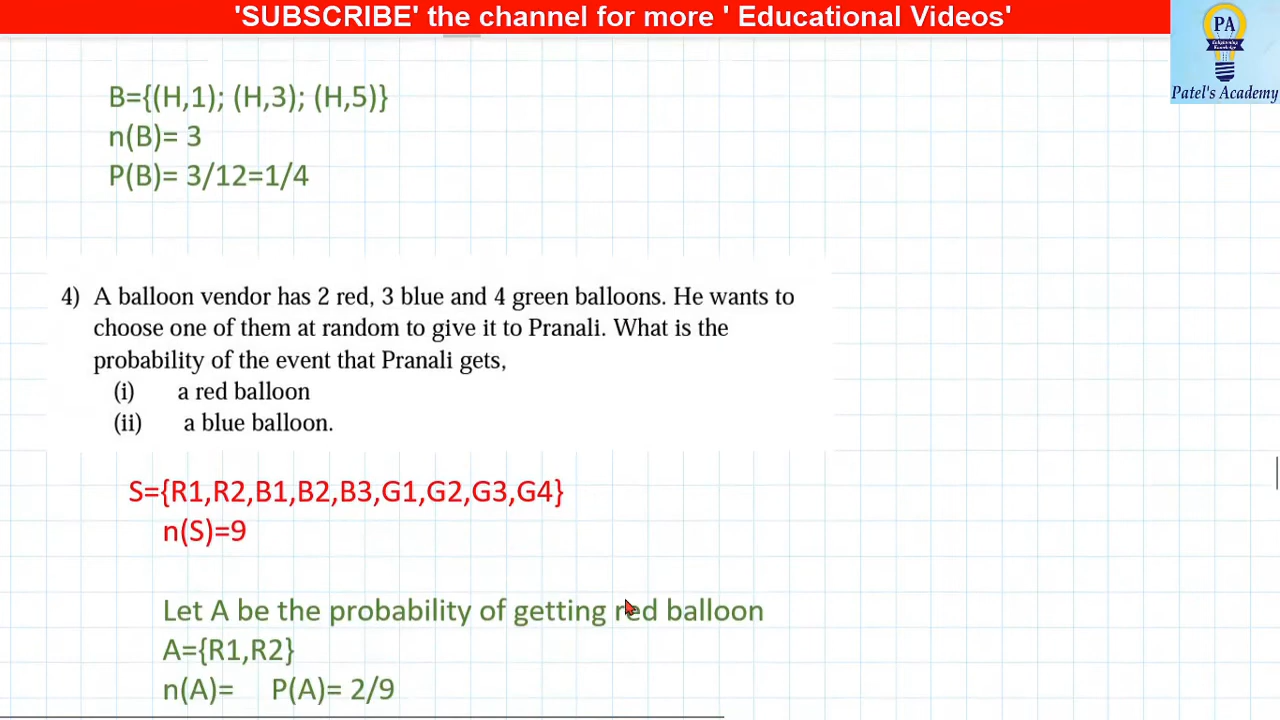 'SUBSCRIBE' the channel for more ' Educational Videos'
PA
Patel's Academy
B={(H,1); (H,3); (H,5)}
n(B)= 3
P(B)= 3/12=1/4
4) A balloon vendor has 2 red, 3 blue and 4 green balloons. He wants to
choose one of them at random to give it to Pranali. What is the
probability of the event that Pranali gets,
(i) a red balloon
(ii) a blue balloon.
S={R1,R2,B1,B2,B3,G1,G2,G3,G4}
n(S)=9
Let A be the probability of getting red balloon
A={R1,R2}
n(A)= P(A)= 2/9